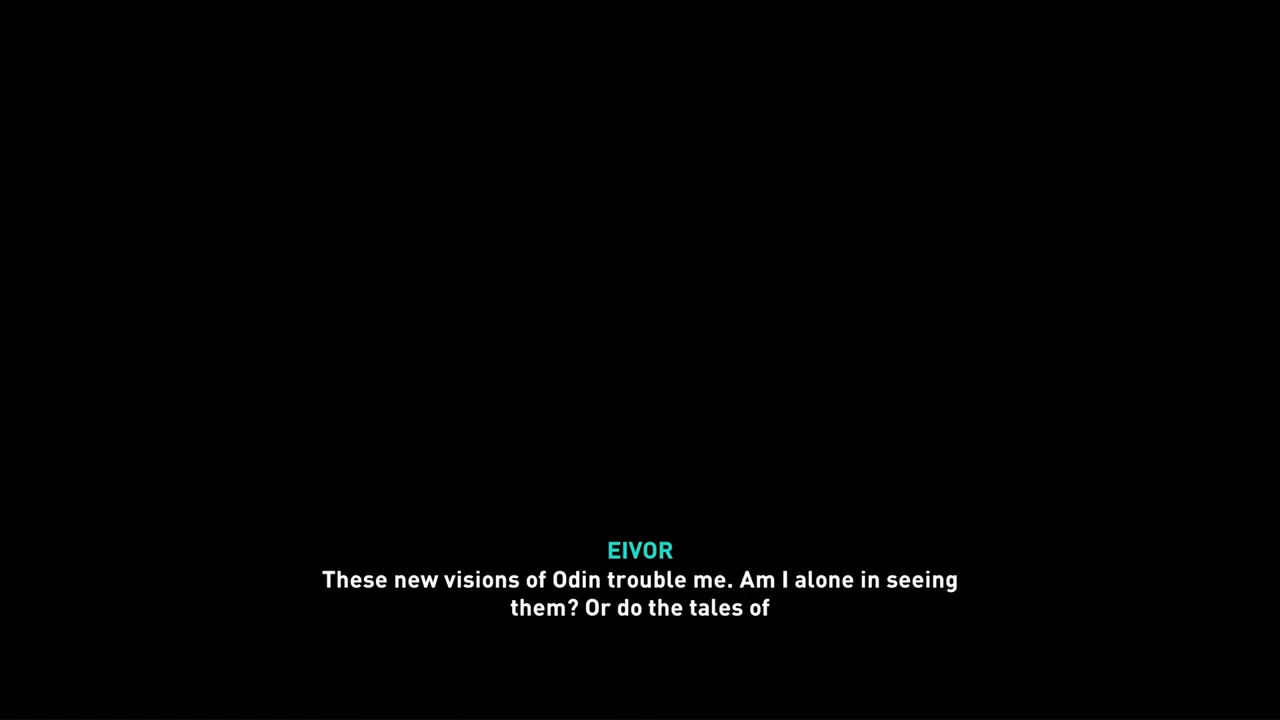 EIVOR
These new visions of Odin trouble me. Am I alone in seeing
them? Or do the tales of